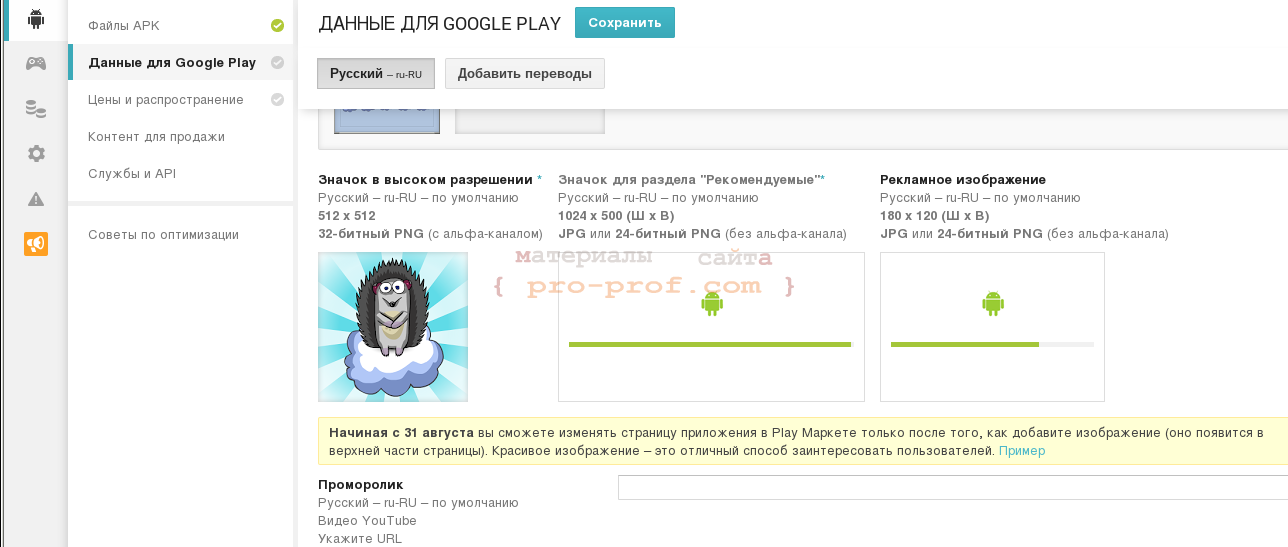 Файлы APK
Данные для Google Play
Цены и распространение
Контент для продажи
Службы и API
Советы по оптимизации
ДАННЫЕ ДЛЯ GOOGLE PLAY
Сохранить
Русский – ru-RU
Добавить переводы
Значок в высоком разрешении *
Русский – ru-RU – по умолчанию
512 x 512
32-битный PNG (с альфа-каналом)
Значок для раздела "Рекомендуемые"*
Русский – ru-RU – по умолчанию
1024 x 500 (Ш x В)
JPG или 24-битный PNG (без альфа-канала)
Рекламное изображение
Русский – ru-RU – по умолчанию
180 x 120 (Ш x В)
JPG или 24-битный PNG (без альфа-канала)
материалы сайта
{ pro-prof.com }
Начиная с 31 августа вы сможете изменять страницу приложения в Play Маркете только после того, как добавите изображение (оно появится в
верхней части страницы). Красивое изображение – это отличный способ заинтересовать пользователей. Пример
Проморолик
Русский – ru-RU – по умолчанию
Видео YouTube
Укажите URL